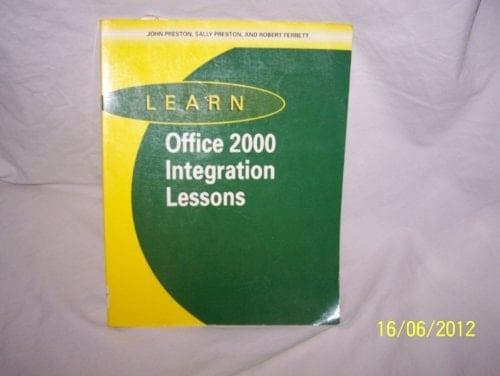 JOHN PRESTON, SALLY PRESTON, AND ROBERT FERRETT
LEARN
Office 2000
Integration
Lessons
16/06/2012